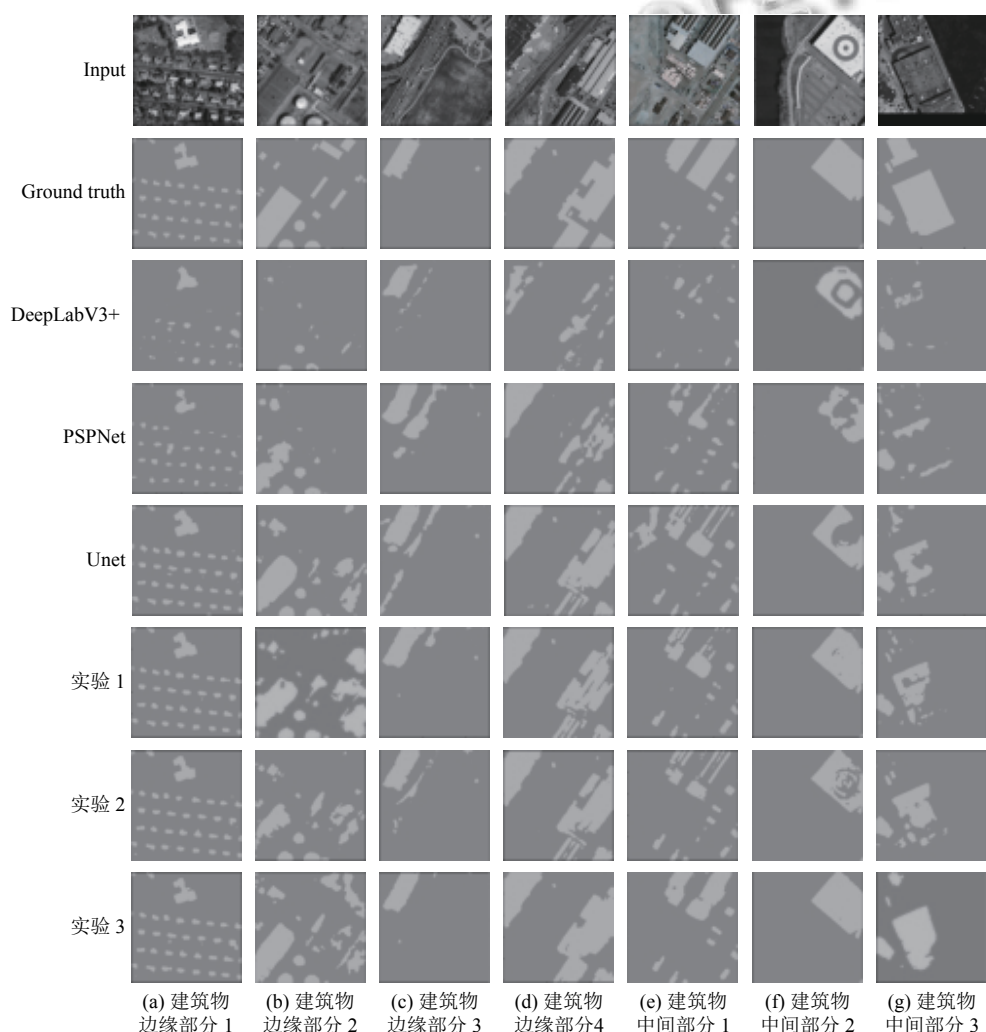 Input
Ground truth
DeepLabV3+
PSPNet
Unet
实验 1
实验 2
实验 3
(a) 建筑物
边缘部分 1
(b) 建筑物
边缘部分 2
(c) 建筑物
边缘部分 3
(d) 建筑物
边缘部分4
(e) 建筑物
中间部分 1
(f) 建筑物
中间部分 2
(g) 建筑物
中间部分 3